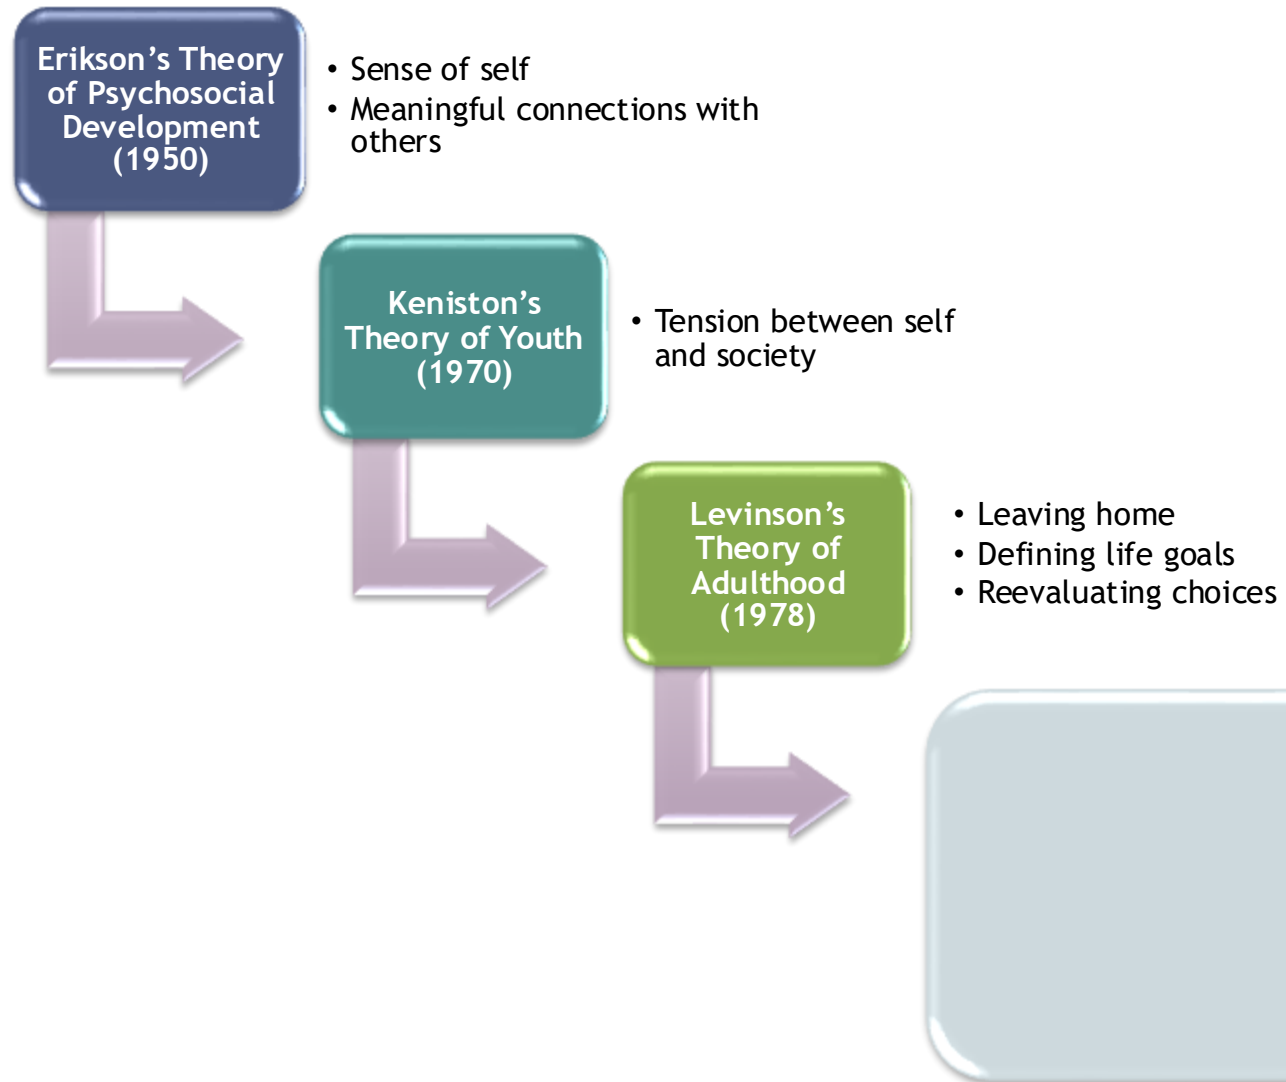 Erikson’s Theory
of Psychosocial
Development
(1950)
• Sense of self
• Meaningful connections with
others
Keniston’s
Theory of Youth
(1970)
• Tension between self
and society
Levinson’s
Theory of
Adulthood
(1978)
• Leaving home
• Defining life goals
• Reevaluating choices